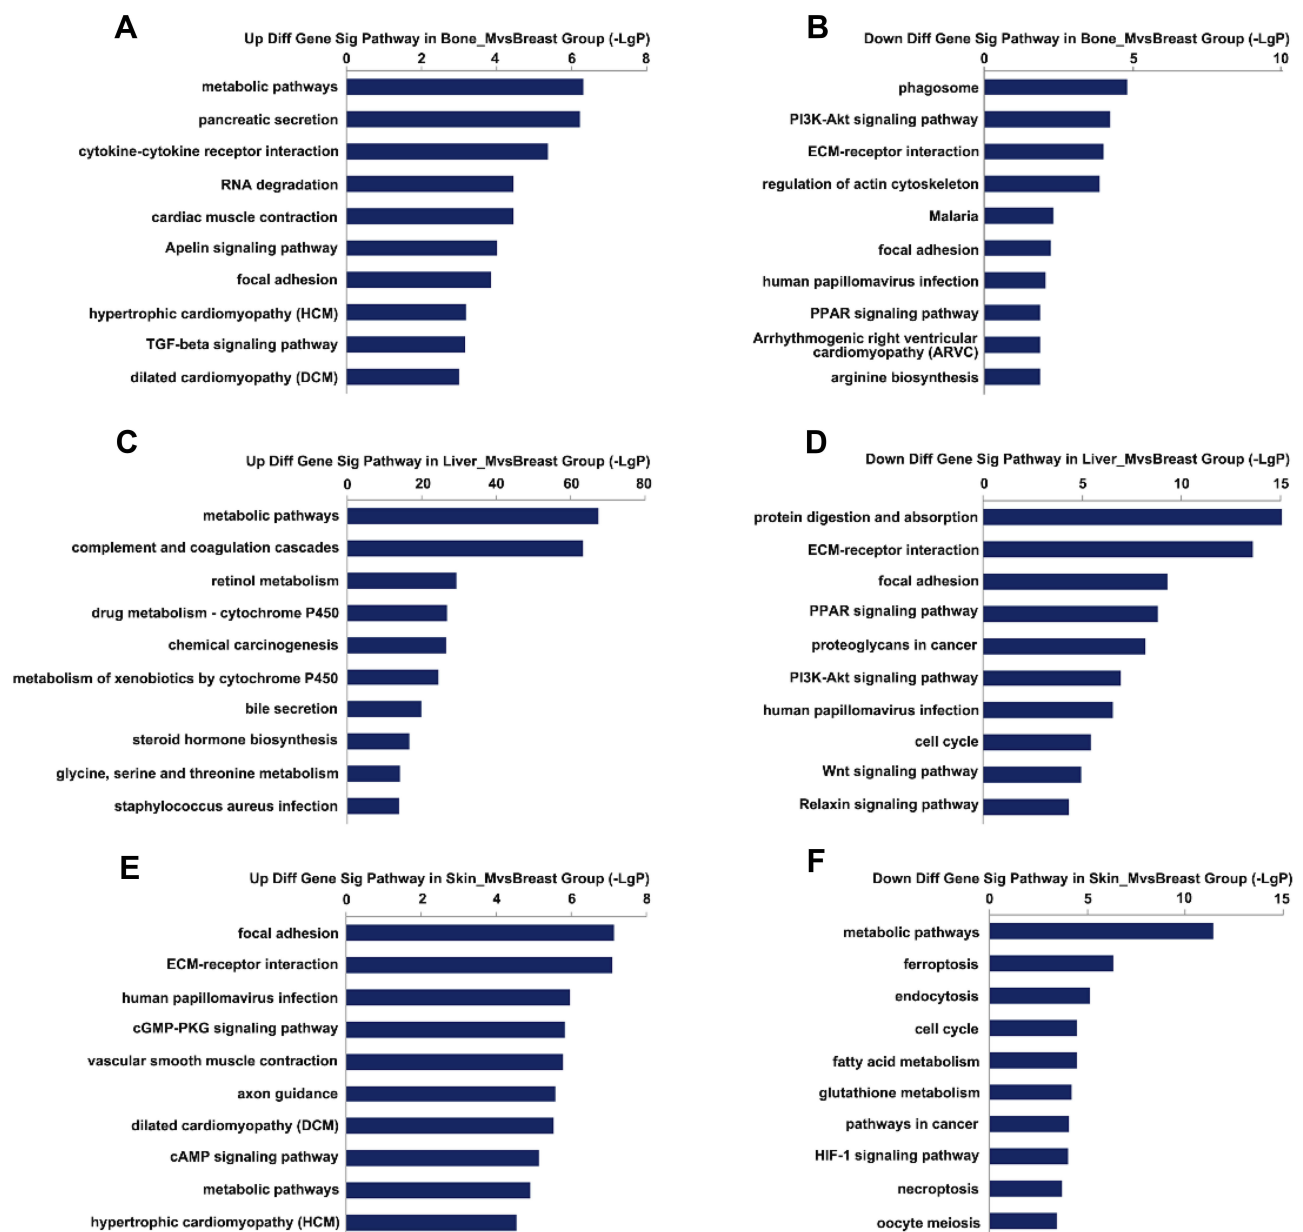 A
Up Diff Gene Sig Pathway in Bone_MvsBreast Group (-LgP)
0 2 4 6 8
metabolic pathways
pancreatic secretion
cytokine-cytokine receptor interaction
RNA degradation
cardiac muscle contraction
Apelin signaling pathway
focal adhesion
hypertrophic cardiomyopathy (HCM)
TGF-beta signaling pathway
dilated cardiomyopathy (DCM)
B
Down Diff Gene Sig Pathway in Bone_MvsBreast Group (-LgP)
0 5 10
phagosome
PI3K-Akt signaling pathway
ECM-receptor interaction
regulation of actin cytoskeleton
Malaria
focal adhesion
human papillomavirus infection
PPAR signaling pathway
Arrhythmogenic right ventricular
cardiomyopathy (ARVC)
arginine biosynthesis
C
Up Diff Gene Sig Pathway in Liver_MvsBreast Group (-LgP)
0 20 40 60 80
metabolic pathways
complement and coagulation cascades
retinol metabolism
drug metabolism - cytochrome P450
chemical carcinogenesis
metabolism of xenobiotics by cytochrome P450
bile secretion
steroid hormone biosynthesis
glycine, serine and threonine metabolism
staphylococcus aureus infection
D
Down Diff Gene Sig Pathway in Liver_MvsBreast Group (-LgP)
0 5 10 15
protein digestion and absorption
ECM-receptor interaction
focal adhesion
PPAR signaling pathway
proteoglycans in cancer
PI3K-Akt signaling pathway
human papillomavirus infection
cell cycle
Wnt signaling pathway
Relaxin signaling pathway
E
Up Diff Gene Sig Pathway in Skin_MvsBreast Group (-LgP)
0 2 4 6 8
focal adhesion
ECM-receptor interaction
human papillomavirus infection
cGMP-PKG signaling pathway
vascular smooth muscle contraction
axon guidance
dilated cardiomyopathy (DCM)
cAMP signaling pathway
metabolic pathways
hypertrophic cardiomyopathy (HCM)
F
Down Diff Gene Sig Pathway in Skin_MvsBreast Group (-LgP)
0 5 10 15
metabolic pathways
ferroptosis
endocytosis
cell cycle
fatty acid metabolism
glutathione metabolism
pathways in cancer
HIF-1 signaling pathway
necroptosis
oocyte meiosis